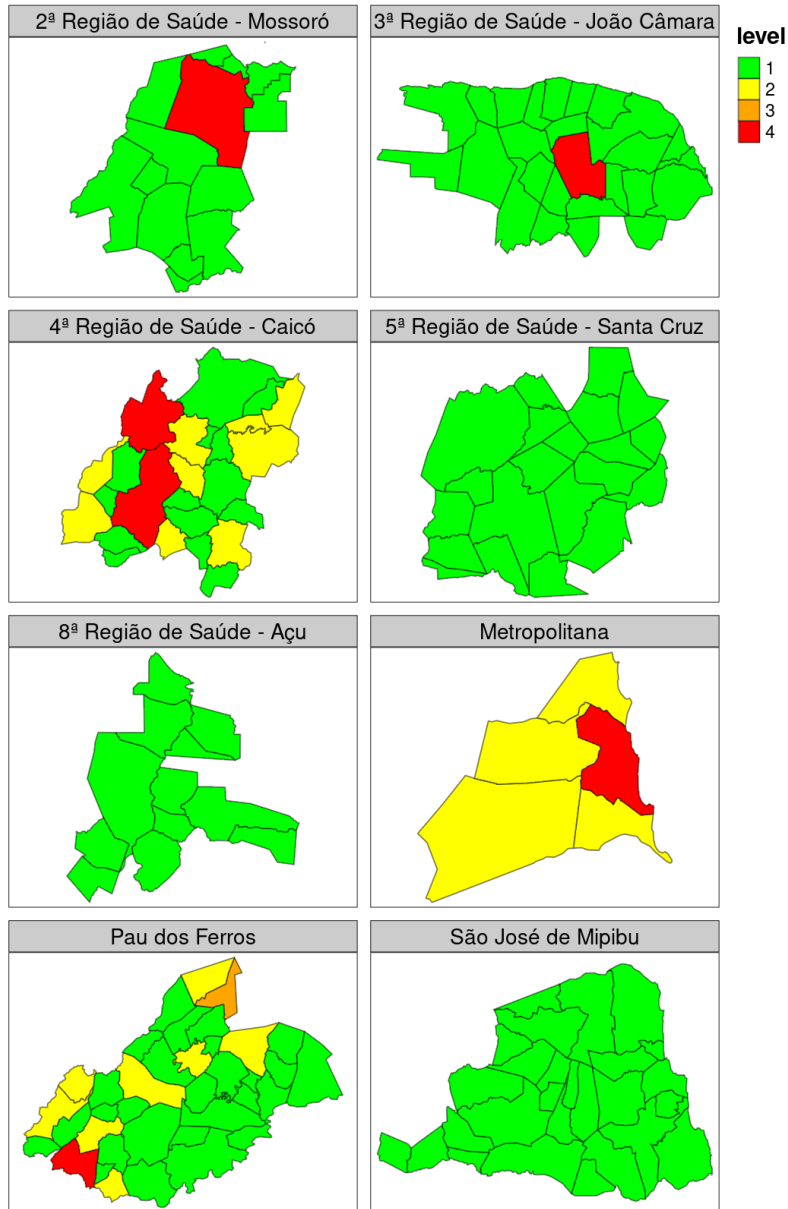 2ª Região de Saúde - Mossoró
3ª Região de Saúde - João Câmara
level
1
2
3
4
4ª Região de Saúde - Caicó
5ª Região de Saúde - Santa Cruz
8ª Região de Saúde - Açu
Metropolitana
Pau dos Ferros
São José de Mipibu